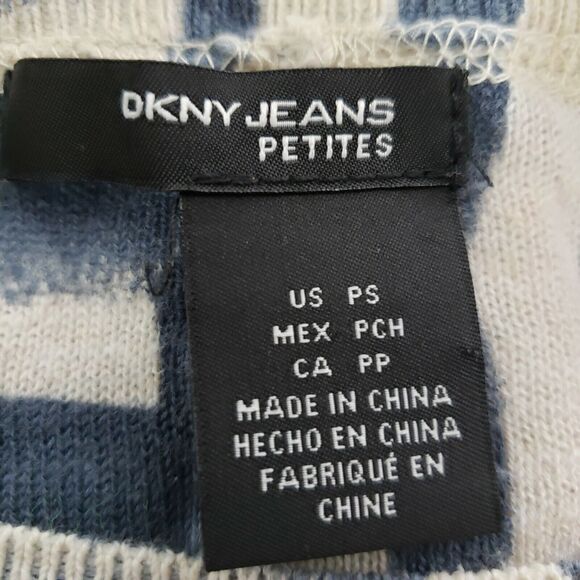 DKNY JEANS
PETITES
US PS
MEX PCH
CA PP
MADE IN CHINA
HECHO EN CHINA
FABRIQUÉ EN
CHINE